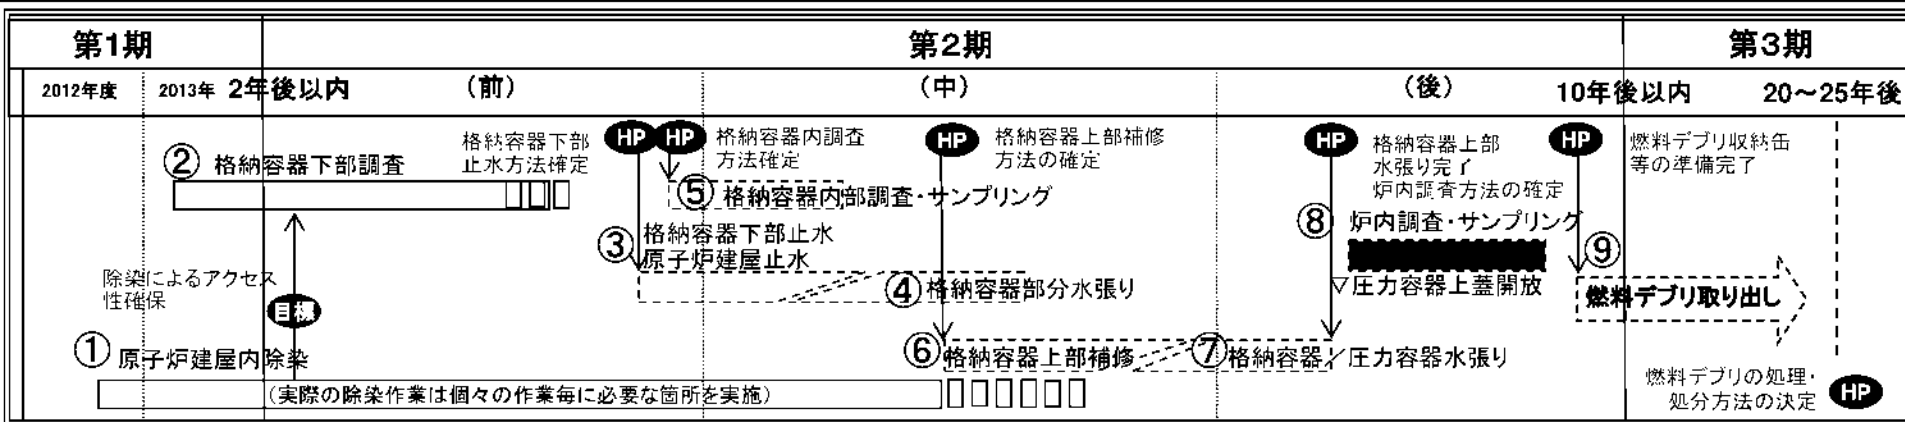 第1期
第2期
第3期
2012年度
2013年
2年後以内
（前）
（中）
（後）
10年後以内
20～25年後
② 格納容器下部調査
格納容器下部
止水方法確定
HP
HP
格納容器内調査
方法確定
HP
格納容器上部補修
方法の確定
HP
格納容器上部
水張り完了
炉内調査方法の確定
HP
燃料デブリ収納缶
等の準備完了
⑤ 格納容器内部調査・サンプリング
③ 格納容器下部止水
原子炉建屋止水
④ 格納容器部分水張り
⑧ 炉内調査・サンプリング
▽圧力容器上蓋開放
⑨
燃料デブリ取り出し
除染によるアクセス
性確保
目標
① 原子炉建屋内除染
（実際の除染作業は個々の作業毎に必要な箇所を実施）
⑥ 格納容器上部補修
⑦ 格納容器／圧力容器水張り
燃料デブリの処理・
処分方法の決定
HP